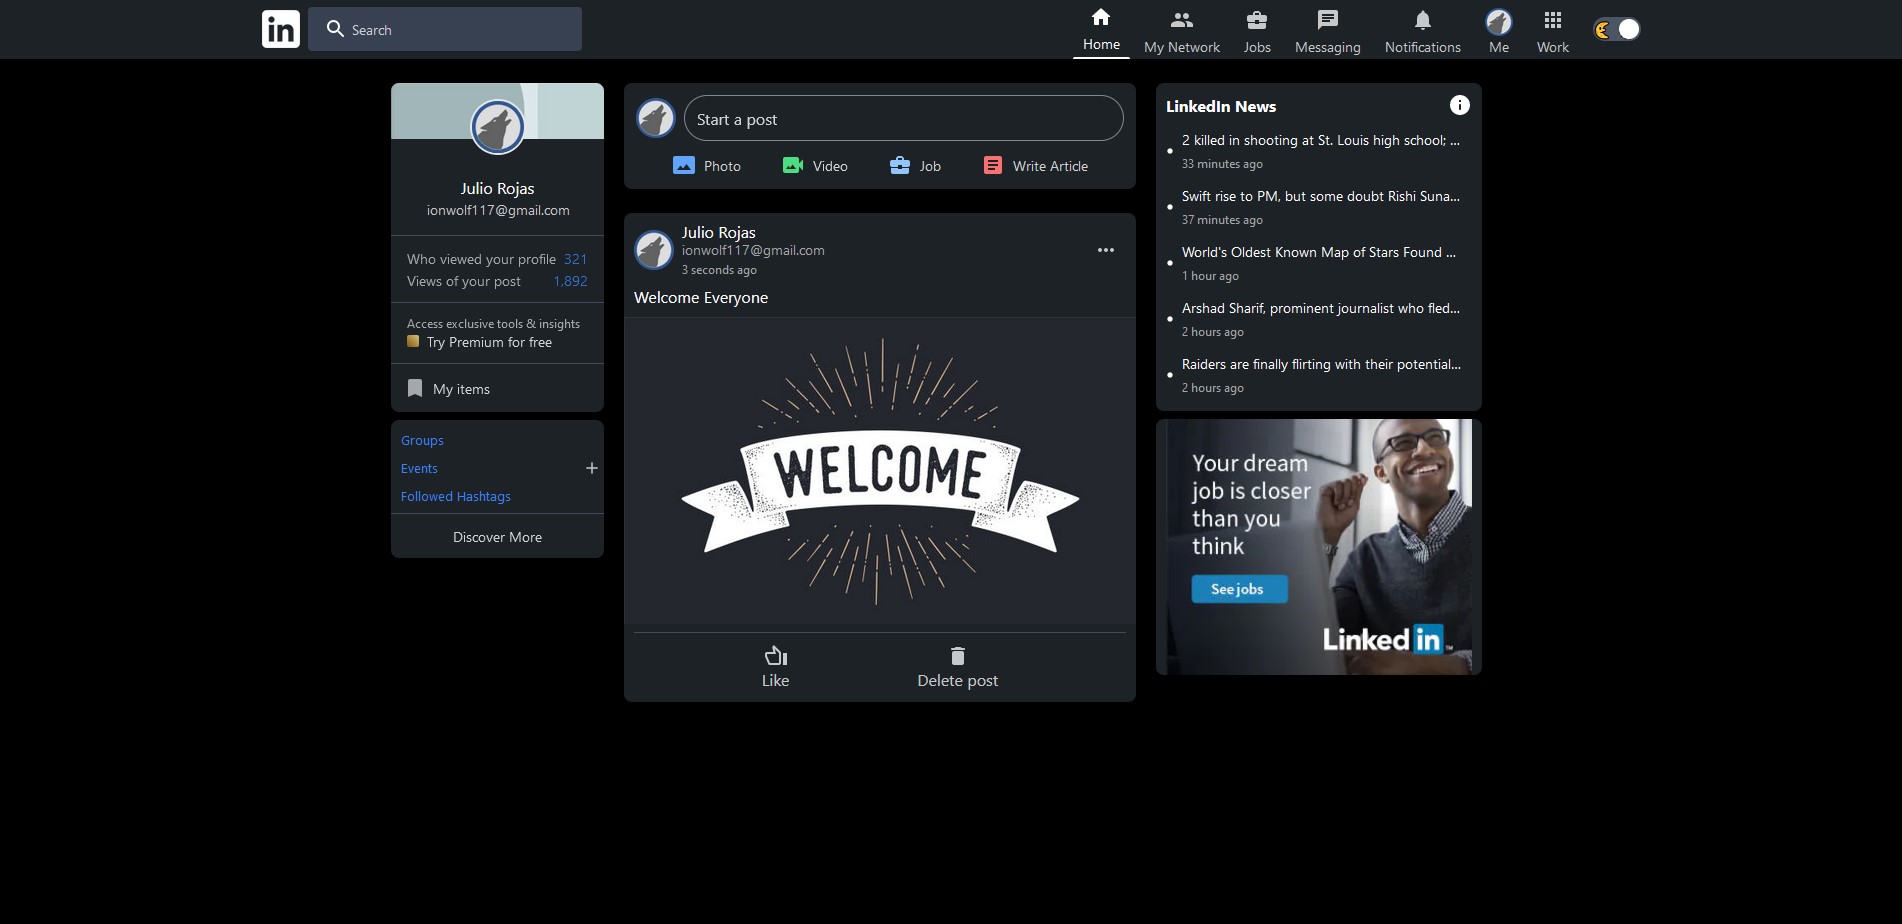 in
Search
Home
My Network
Jobs
Messaging
Notifications
Me
Work
Julio Rojas
ionwolf117@gmail.com
Who viewed your profile 321
Views of your post 1,892
Access exclusive tools & insights
Try Premium for free
My items
Groups
Events +
Followed Hashtags
Discover More
Start a post
Photo
Video
Job
Write Article
Julio Rojas
ionwolf117@gmail.com
3 seconds ago
Welcome Everyone
WELCOME
Like
Delete post
LinkedIn News
2 killed in shooting at St. Louis high school; ...
33 minutes ago
Swift rise to PM, but some doubt Rishi Suna...
37 minutes ago
World's Oldest Known Map of Stars Found ...
1 hour ago
Arshad Sharif, prominent journalist who fled...
2 hours ago
Raiders are finally flirting with their potential...
2 hours ago
Your dream
job is closer
than you
think
See jobs
Linked in ™